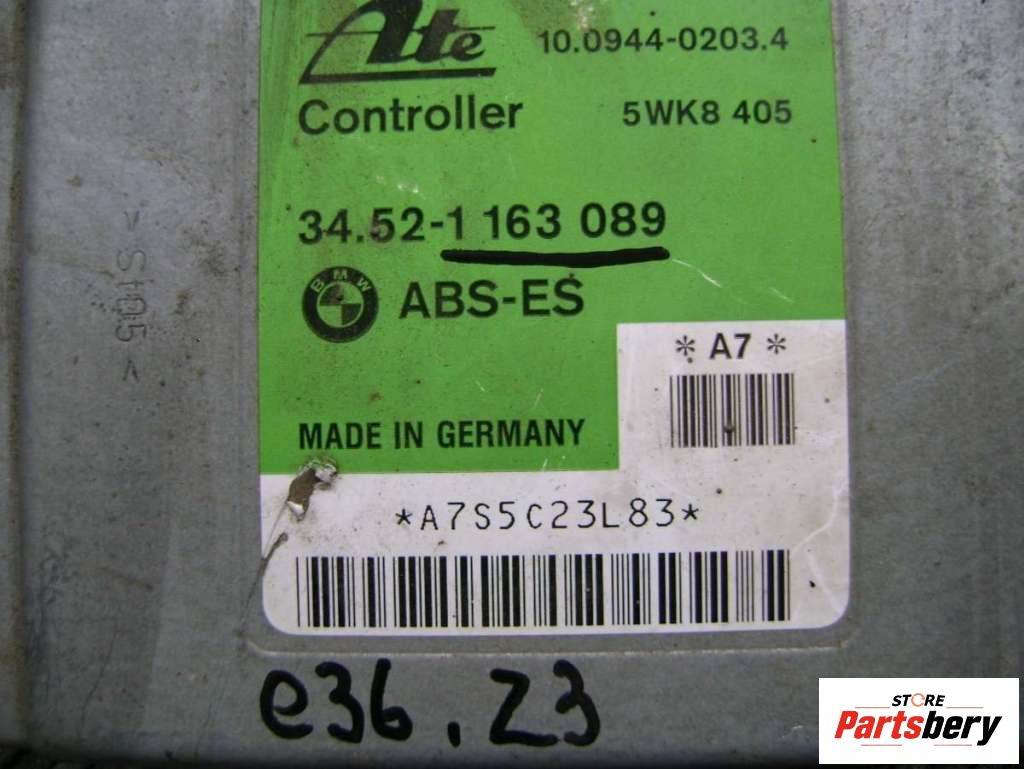 Ate 10.0944-0203.4
Controller 5WK8 405
34.52-1 163 089
BMW ABS-ES
* A7 *
MADE IN GERMANY
*A7S5C23L83*
>St05<
e36.Z3
STORE
Partsbery